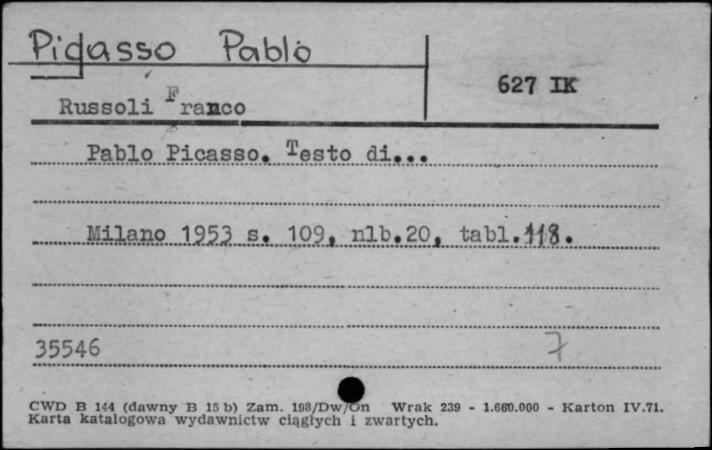 Picasso Pablo
627 IK
Russoli Franco
Pablo Picasso. Testo di...
Milano 1953 s. 109, nlb.20, tabl.118.
35546 7
CWD B 144 (dawny B 15 b) Zam. 198/Dw/On Wrak 239 - 1.660.000 - Karton IV.71.
Karta katalogowa wydawnictw ciągłych i zwartych.